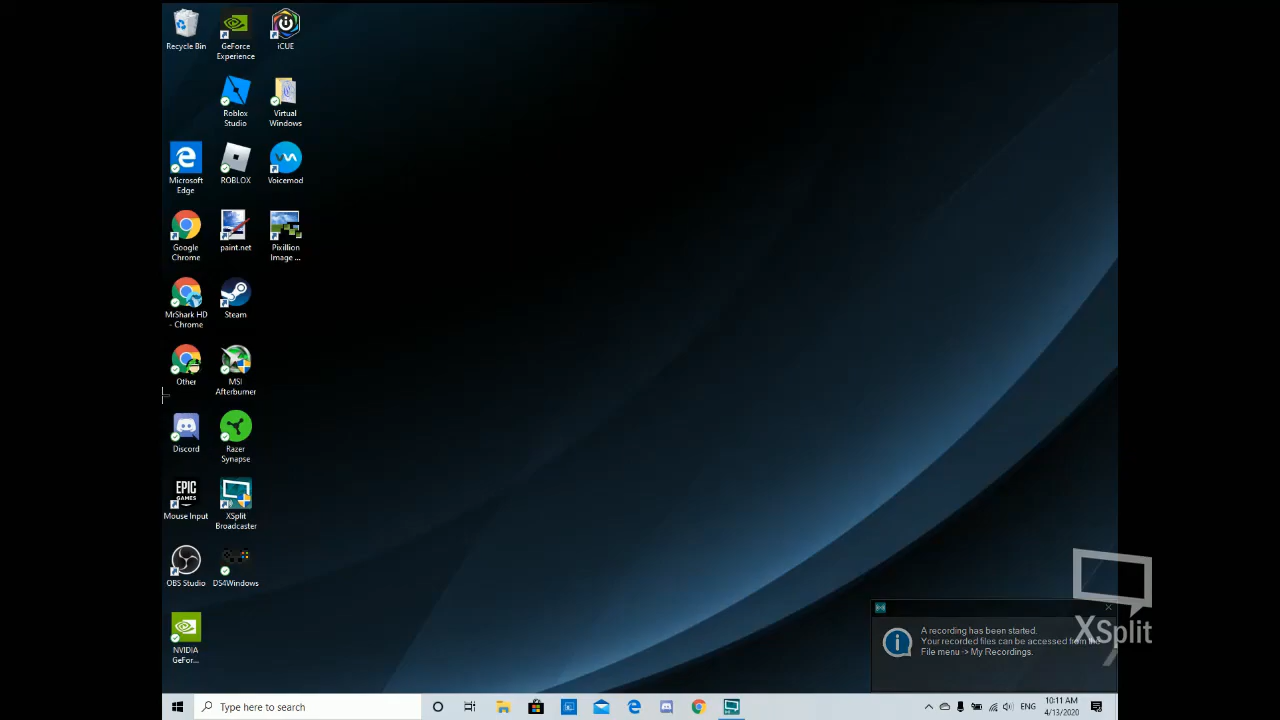 Recycle Bin
GeForce
Experience
iCUE
Roblox
Studio
Virtual
Windows
Microsoft
Edge
ROBLOX
Voicemod
Google
Chrome
paint.net
Pixillion
Image ...
MrShark HD
- Chrome
Steam
Other
MSI
Afterburner
Discord
Razer
Synapse
EPIC
GAMES
Mouse Input
XSplit
Broadcaster
OBS Studio
DS4Windows
NVIDIA
GeFor...
A recording has been started.
Your recorded files can be accessed from the
File menu -> My Recordings.
XSplit
Type here to search
ENG
10:11 AM
4/13/2020